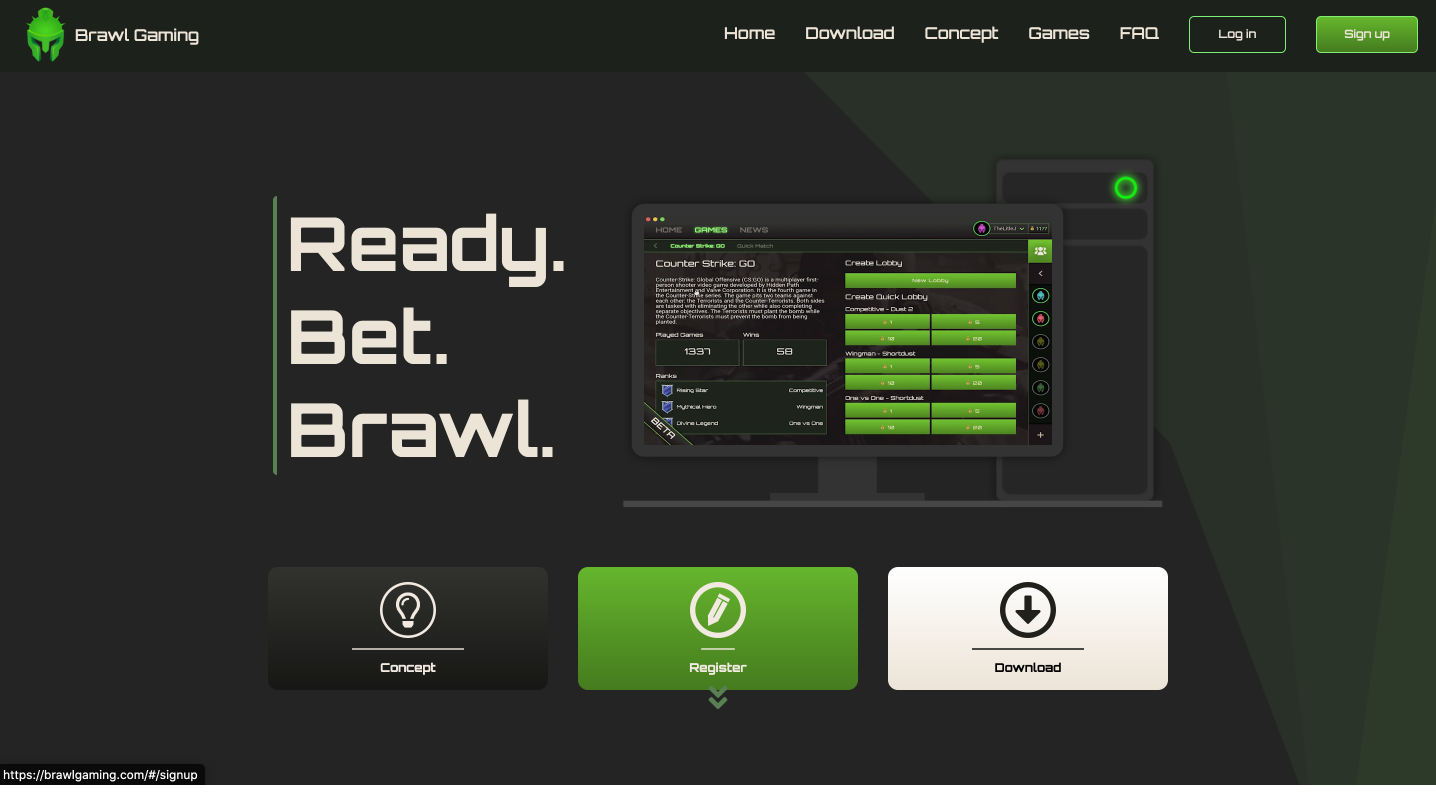 Brawl Gaming
Home
Download
Concept
Games
FAQ
Log in
Sign up
Ready.
Bet.
Brawl.
HOME
GAMES
NEWS
TheLittleJ
1177
Counter Strike: GO
Quick Match
Counter Strike: GO
Counter-Strike: Global Offensive (CS:GO) is a multiplayer first-
person shooter video game developed by Hidden Path
Entertainment and Valve Corporation. It is the fourth game in
the Counter-Strike series. The game pits two teams against
each other: the Terrorists and the Counter-Terrorists. Both sides
are tasked with eliminating the other while also completing
separate objectives. The Terrorists must plant the bomb while
the Counter-Terrorists must prevent the bomb from being
planted.
Played Games
Wins
1337
58
Ranks
Rising Star
Competitive
Mythical Hero
Wingman
Divine Legend
One vs One
BETA
Create Lobby
New Lobby
Create Quick Lobby
Competitive - Dust 2
1
5
10
20
Wingman - Shortdust
1
5
10
20
One vs One - Shortdust
1
5
10
20
Concept
Register
Download
https://brawlgaming.com/#/signup